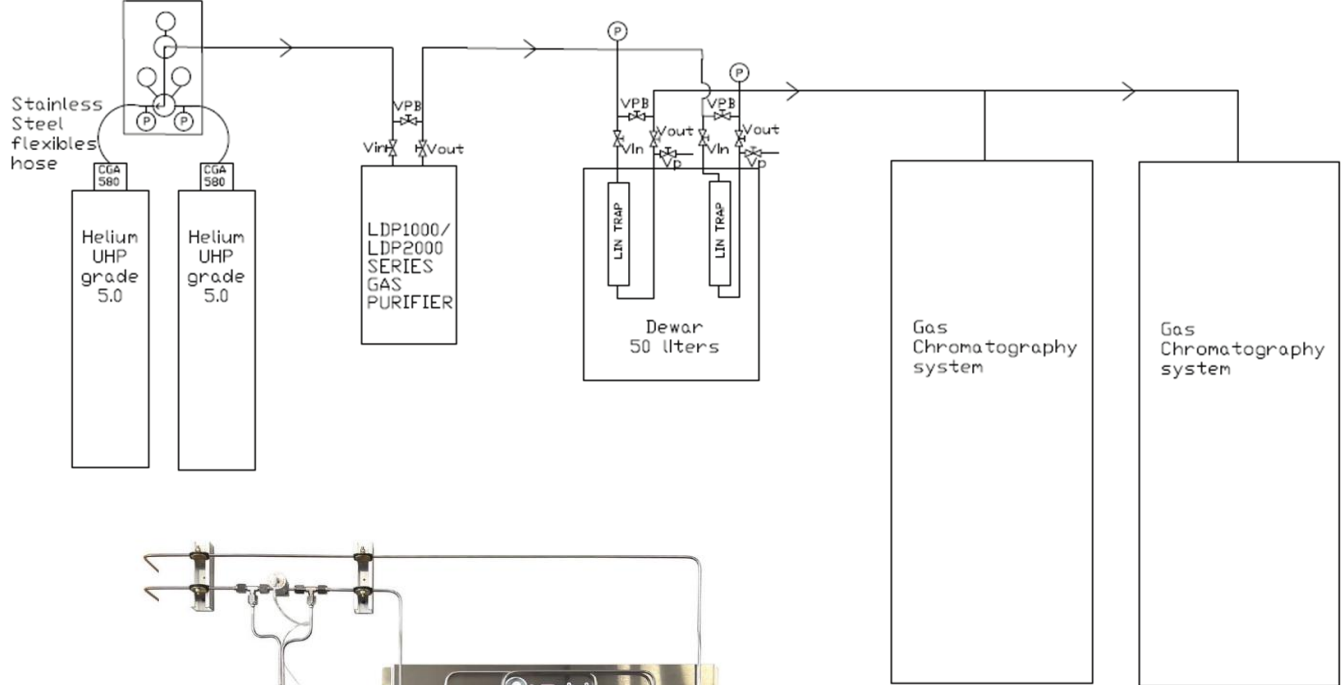 Stainless
Steel
flexibles
hose
P
P
CGA
580
CGA
580
Helium
UHP
grade
5.0
Helium
UHP
grade
5.0
VPB
Vin
Vout
LDP1000/
LDP2000
SERIES
GAS
PURIFIER
P
P
VPB
VPB
VIn
Vout
VIn
Vout
Vp
Vp
LIN TRAP
LIN TRAP
Dewar
50 lIters
Gas
Chromatography
system
Gas
Chromatography
system